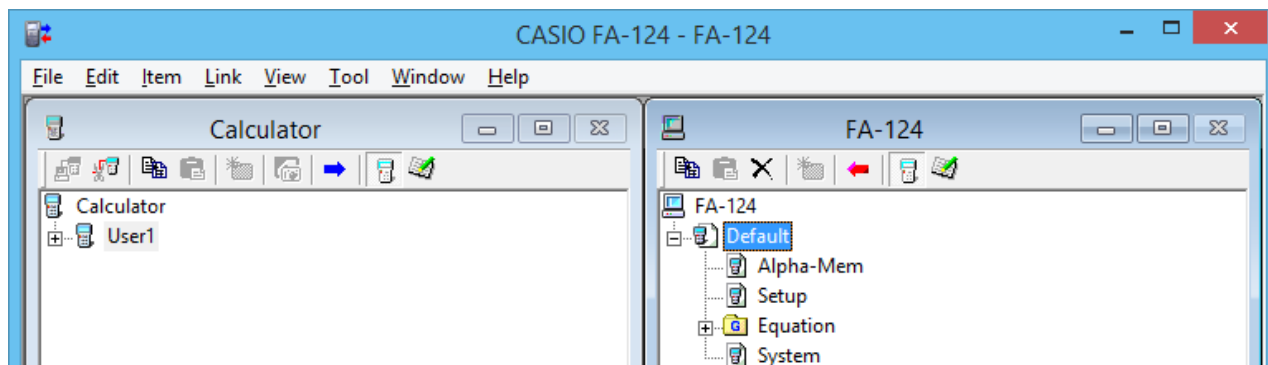 CASIO FA-124 - FA-124
File Edit Item Link View Tool Window Help
Calculator
Calculator
User1
FA-124
FA-124
Default
Alpha-Mem
Setup
G Equation
System